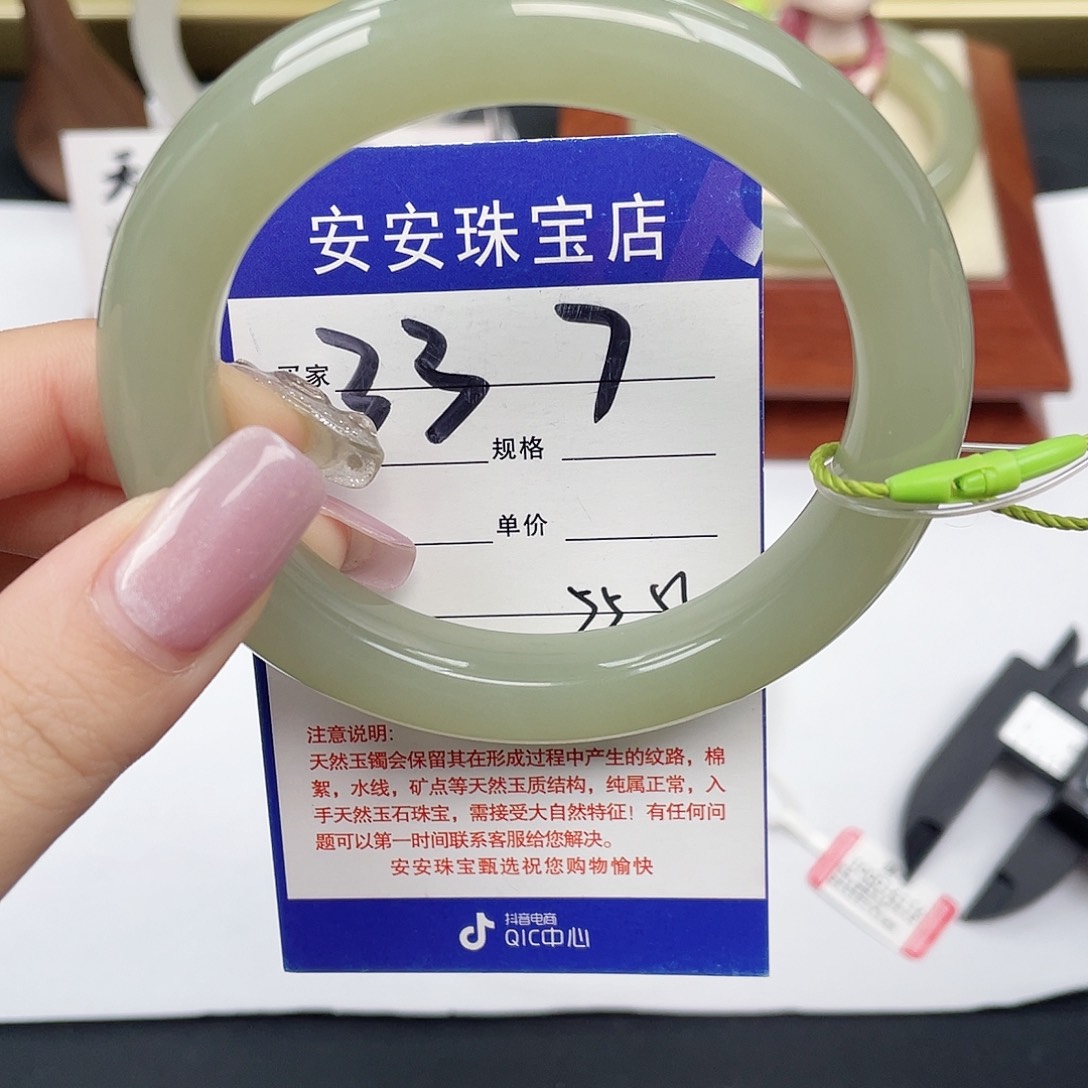 天
安安珠宝店
买家 33 7
规格
单价
注意说明:
天然玉镯会保留其在形成过程中产生的纹路，棉
絮，水线，矿点等天然玉质结构，纯属正常，入
手天然玉石珠宝，需接受大自然特征！有任何问
题可以第一时间联系客服给您解决。
安安珠宝甄选祝您购物愉快
抖音电商
QIC中心